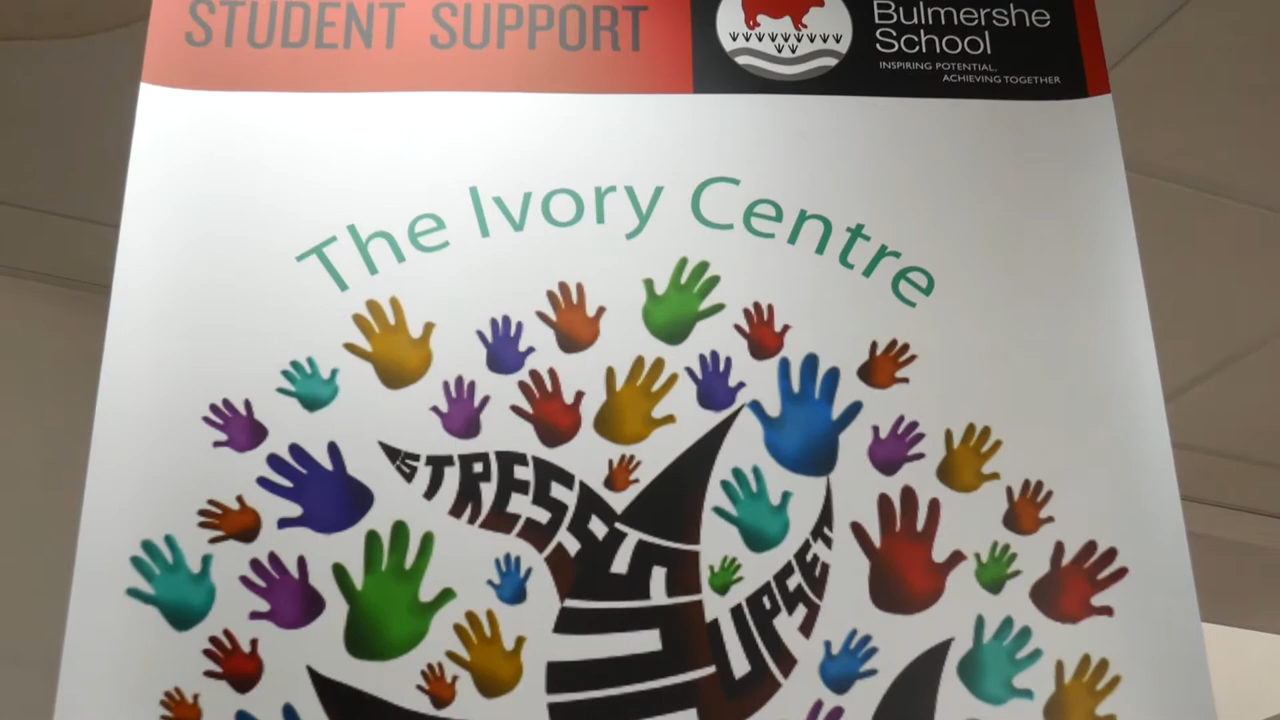 STUDENT SUPPORT
Bulmershe
School
INSPIRING POTENTIAL,
ACHIEVING TOGETHER
The Ivory Centre
STRESS
UPSET